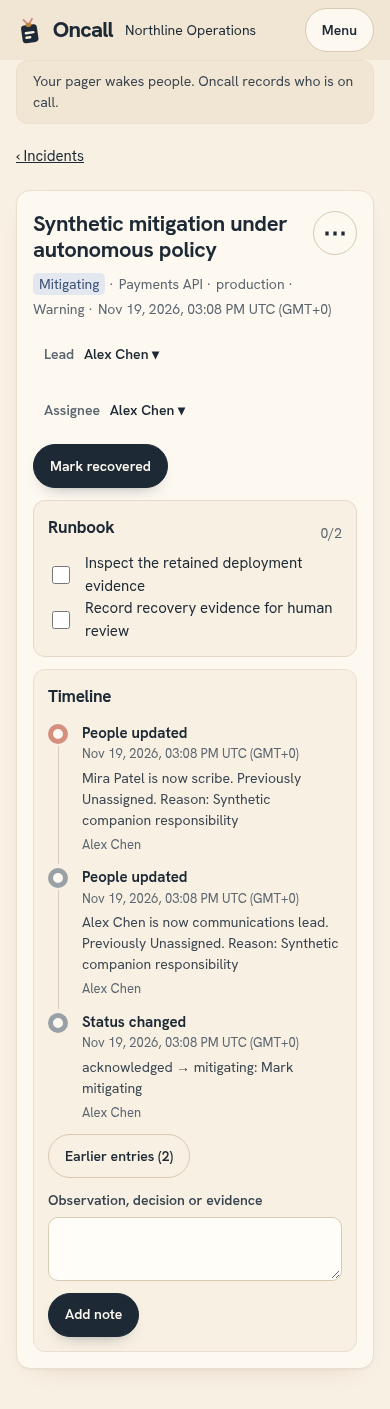 Oncall Northline Operations Menu
Your pager wakes people. Oncall records who is on
call.
‹ Incidents
Synthetic mitigation under
autonomous policy
⋯
Mitigating · Payments API · production ·
Warning · Nov 19, 2026, 03:08 PM UTC (GMT+0)
Lead Alex Chen ▾
Assignee Alex Chen ▾
Mark recovered
Runbook 0/2
Inspect the retained deployment
evidence
Record recovery evidence for human
review
Timeline
People updated
Nov 19, 2026, 03:08 PM UTC (GMT+0)
Mira Patel is now scribe. Previously
Unassigned. Reason: Synthetic
companion responsibility
Alex Chen
People updated
Nov 19, 2026, 03:08 PM UTC (GMT+0)
Alex Chen is now communications lead.
Previously Unassigned. Reason: Synthetic
companion responsibility
Alex Chen
Status changed
Nov 19, 2026, 03:08 PM UTC (GMT+0)
acknowledged → mitigating: Mark
mitigating
Alex Chen
Earlier entries (2)
Observation, decision or evidence
Add note